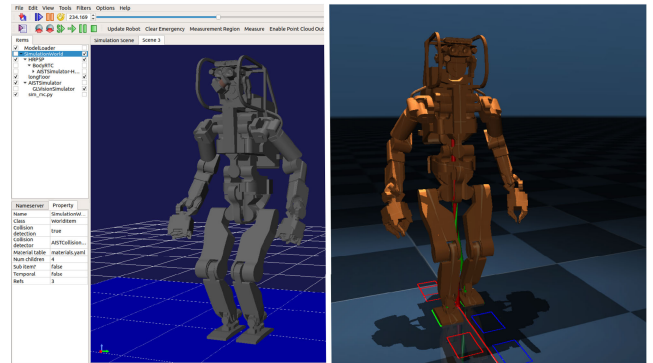 File Edit View Tools Filters Options Help
234.169
Update Robot Clear Emergency Measurement Region Measure Enable Point Cloud Out
Items
Simulation Scene Scene 3
ModelLoader
SimulationWorld
HRP5P
BodyRTC
AISTSimulator-H...
longfloor
AISTSimulator
GLVisionSimulator
sim_rtc.py
Nameserver Property
Name SimulationW...
Class WorldItem
Collision detection true
Collision detector AISTCollision...
Material table materials.yaml
Num children 4
Sub item? false
Temporal false
Refs 3